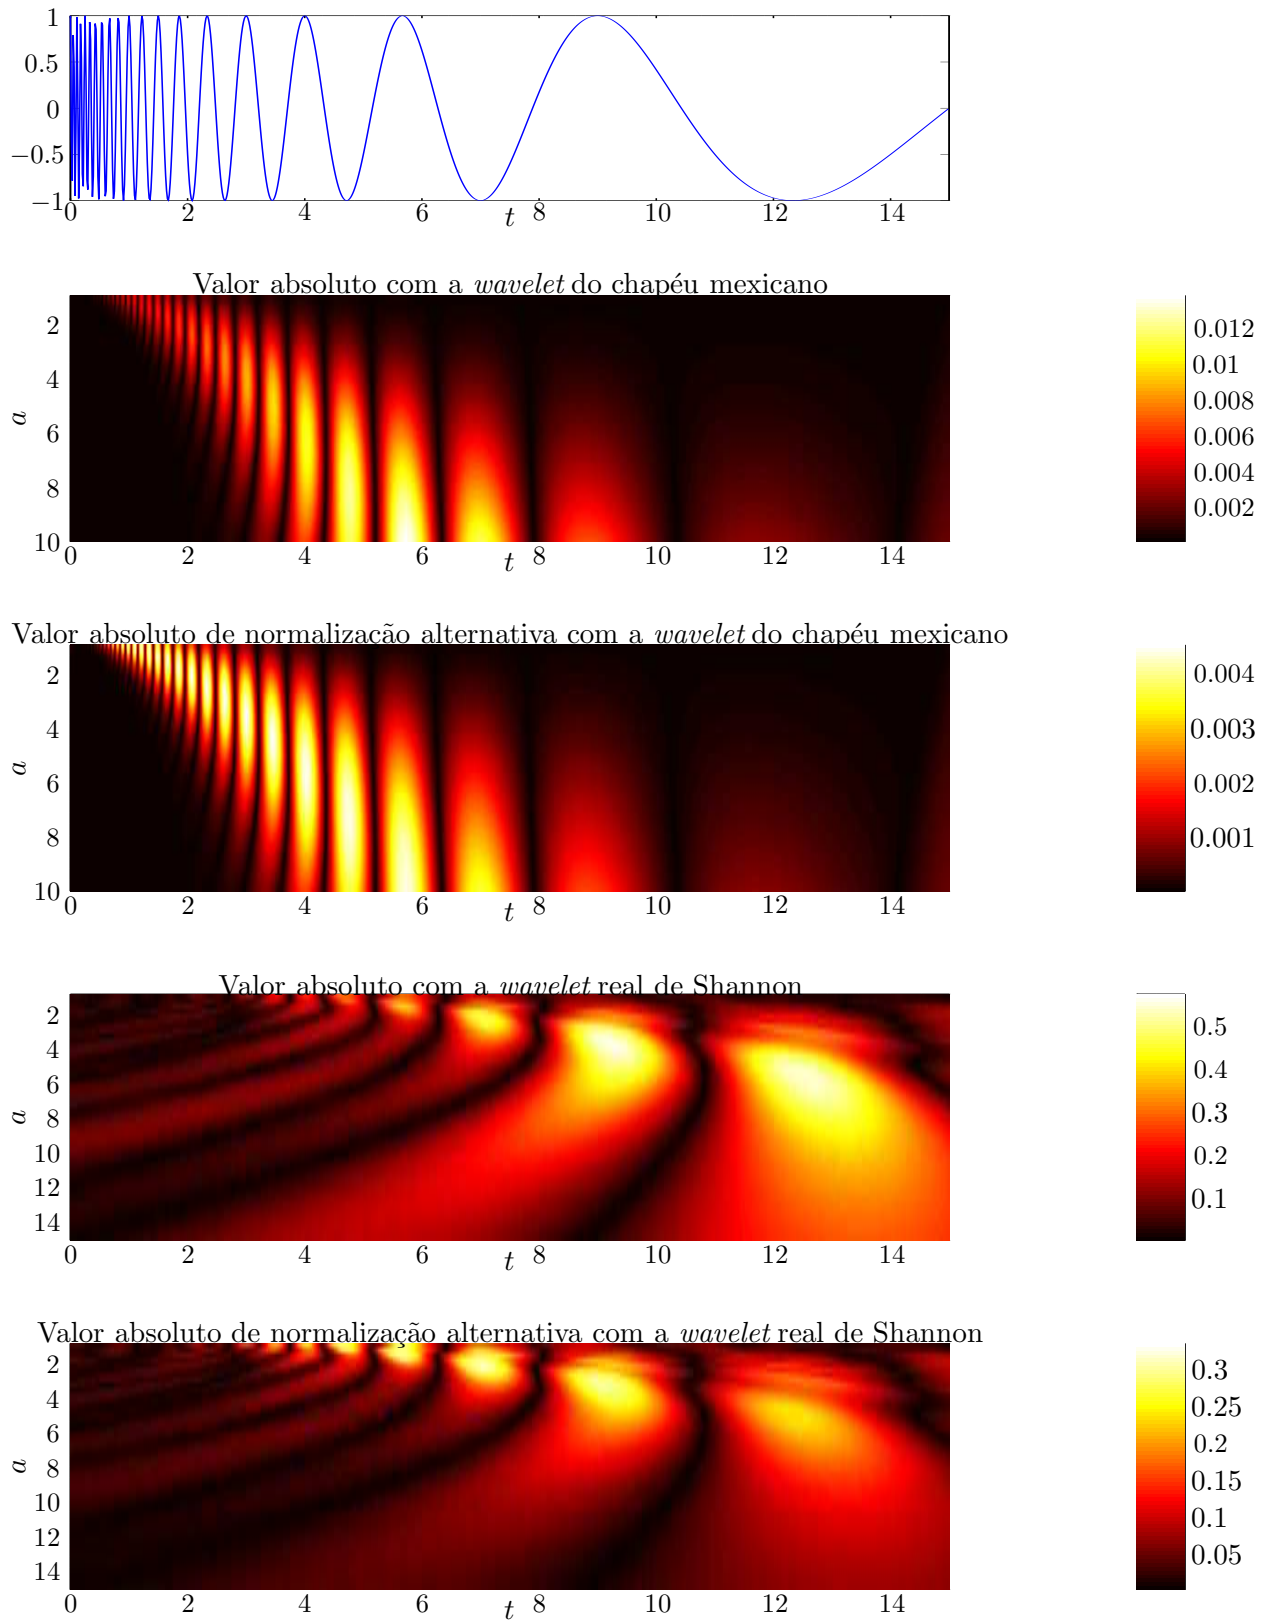 1
0.5
0
−0.5
−1
0 2 4 6 8 10 12 14
t
Valor absoluto com a wavelet do chapéu mexicano
2
4
6
8
10
a
0 2 4 6 8 10 12 14
t
0.012
0.01
0.008
0.006
0.004
0.002
Valor absoluto de normalização alternativa com a wavelet do chapéu mexicano
2
4
6
8
10
a
0 2 4 6 8 10 12 14
t
0.004
0.003
0.002
0.001
Valor absoluto com a wavelet real de Shannon
2
4
6
8
10
12
14
a
0 2 4 6 8 10 12 14
t
0.5
0.4
0.3
0.2
0.1
Valor absoluto de normalização alternativa com a wavelet real de Shannon
2
4
6
8
10
12
14
a
0 2 4 6 8 10 12 14
t
0.3
0.25
0.2
0.15
0.1
0.05